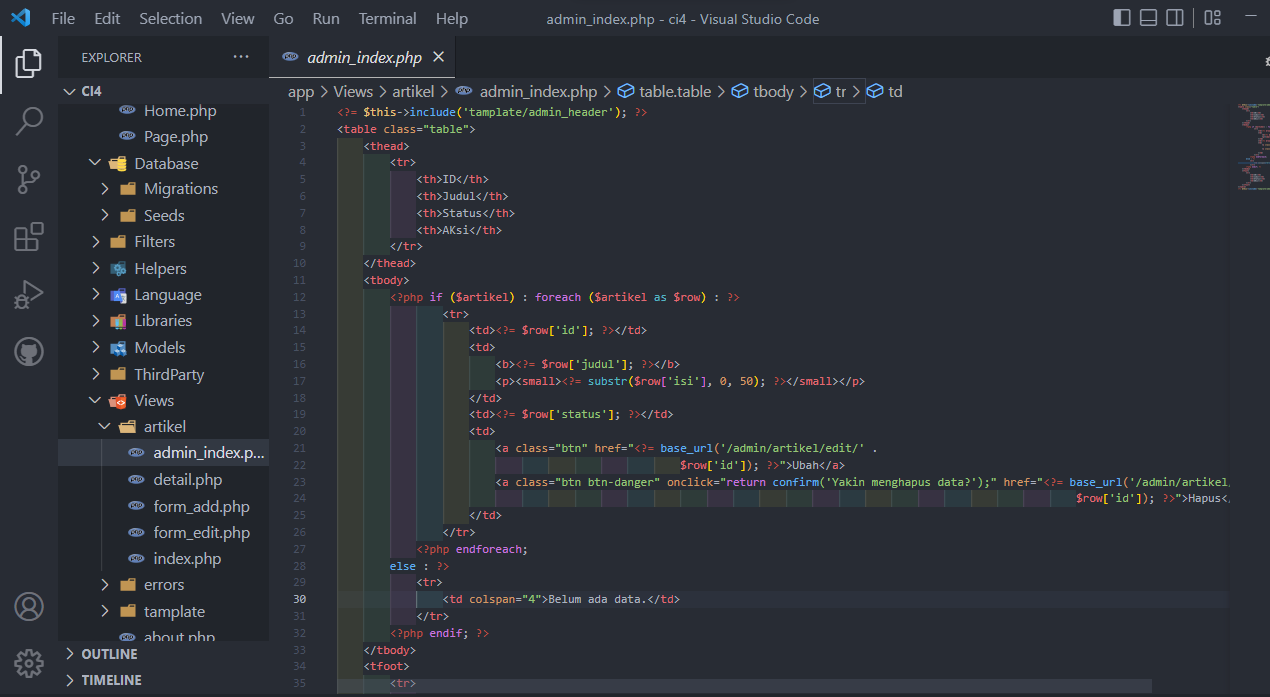 File Edit Selection View Go Run Terminal Help
admin_index.php - ci4 - Visual Studio Code
EXPLORER
CI4
Home.php
Page.php
Database
Migrations
Seeds
Filters
Helpers
Language
Libraries
Models
ThirdParty
Views
artikel
admin_index.p...
detail.php
form_add.php
form_edit.php
index.php
errors
tamplate
about.php
OUTLINE
TIMELINE
admin_index.php
app > Views > artikel > admin_index.php > table.table > tbody > tr > td
1 <?= $this->include('tamplate/admin_header'); ?>
2 <table class="table">
3 <thead>
4 <tr>
5 <th>ID</th>
6 <th>Judul</th>
7 <th>Status</th>
8 <th>AKsi</th>
9 </tr>
10 </thead>
11 <tbody>
12 <?php if ($artikel) : foreach ($artikel as $row) : ?>
13 <tr>
14 <td><?= $row['id']; ?></td>
15 <td>
16 <b><?= $row['judul']; ?></b>
17 <p><small><?= substr($row['isi'], 0, 50); ?></small></p>
18 </td>
19 <td><?= $row['status']; ?></td>
20 <td>
21 <a class="btn" href="<?= base_url('/admin/artikel/edit/' .
22 $row['id']); ?>">Ubah</a>
23 <a class="btn btn-danger" onclick="return confirm('Yakin menghapus data?');" href="<?= base_url('/admin/artikel
24 $row['id']); ?>">Hapus<
25 </td>
26 </tr>
27 <?php endforeach;
28 else : ?>
29 <tr>
30 <td colspan="4">Belum ada data.</td>
31 </tr>
32 <?php endif; ?>
33 </tbody>
34 <tfoot>
35 <tr>